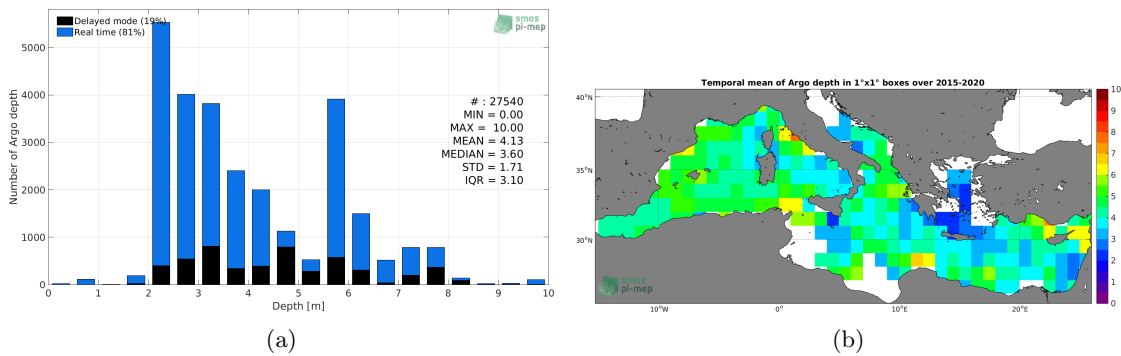 Delayed mode (19%)
Real time (81%)
smos
pi-mep
Number of Argo depth
5000
4000
3000
2000
1000
0
# : 27540
MIN = 0.00
MAX = 10.00
MEAN = 4.13
MEDIAN = 3.60
STD = 1.71
IQR = 3.10
0 1 2 3 4 5 6 7 8 9 10
Depth [m]
(a)
Temporal mean of Argo depth in 1°x1° boxes over 2015-2020
40°N
35°N
30°N
10°W
0°E
10°E
20°E
smos
pi-mep
10
9
8
7
6
5
4
3
2
1
0
(b)